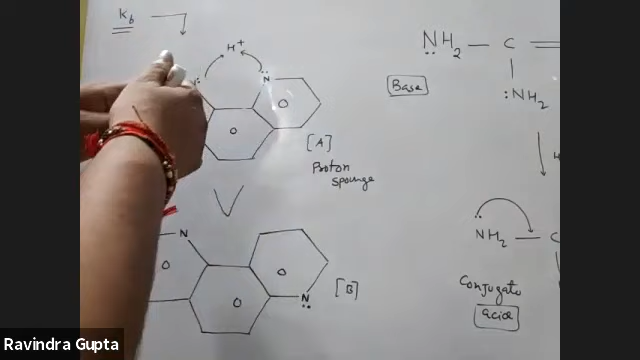 Kb
H+
N
[A]
Proton
sponge
N
N
[B]
NH2 — C =
Base
:NH2
NH2 — C
Conjugate
acid
Ravindra Gupta